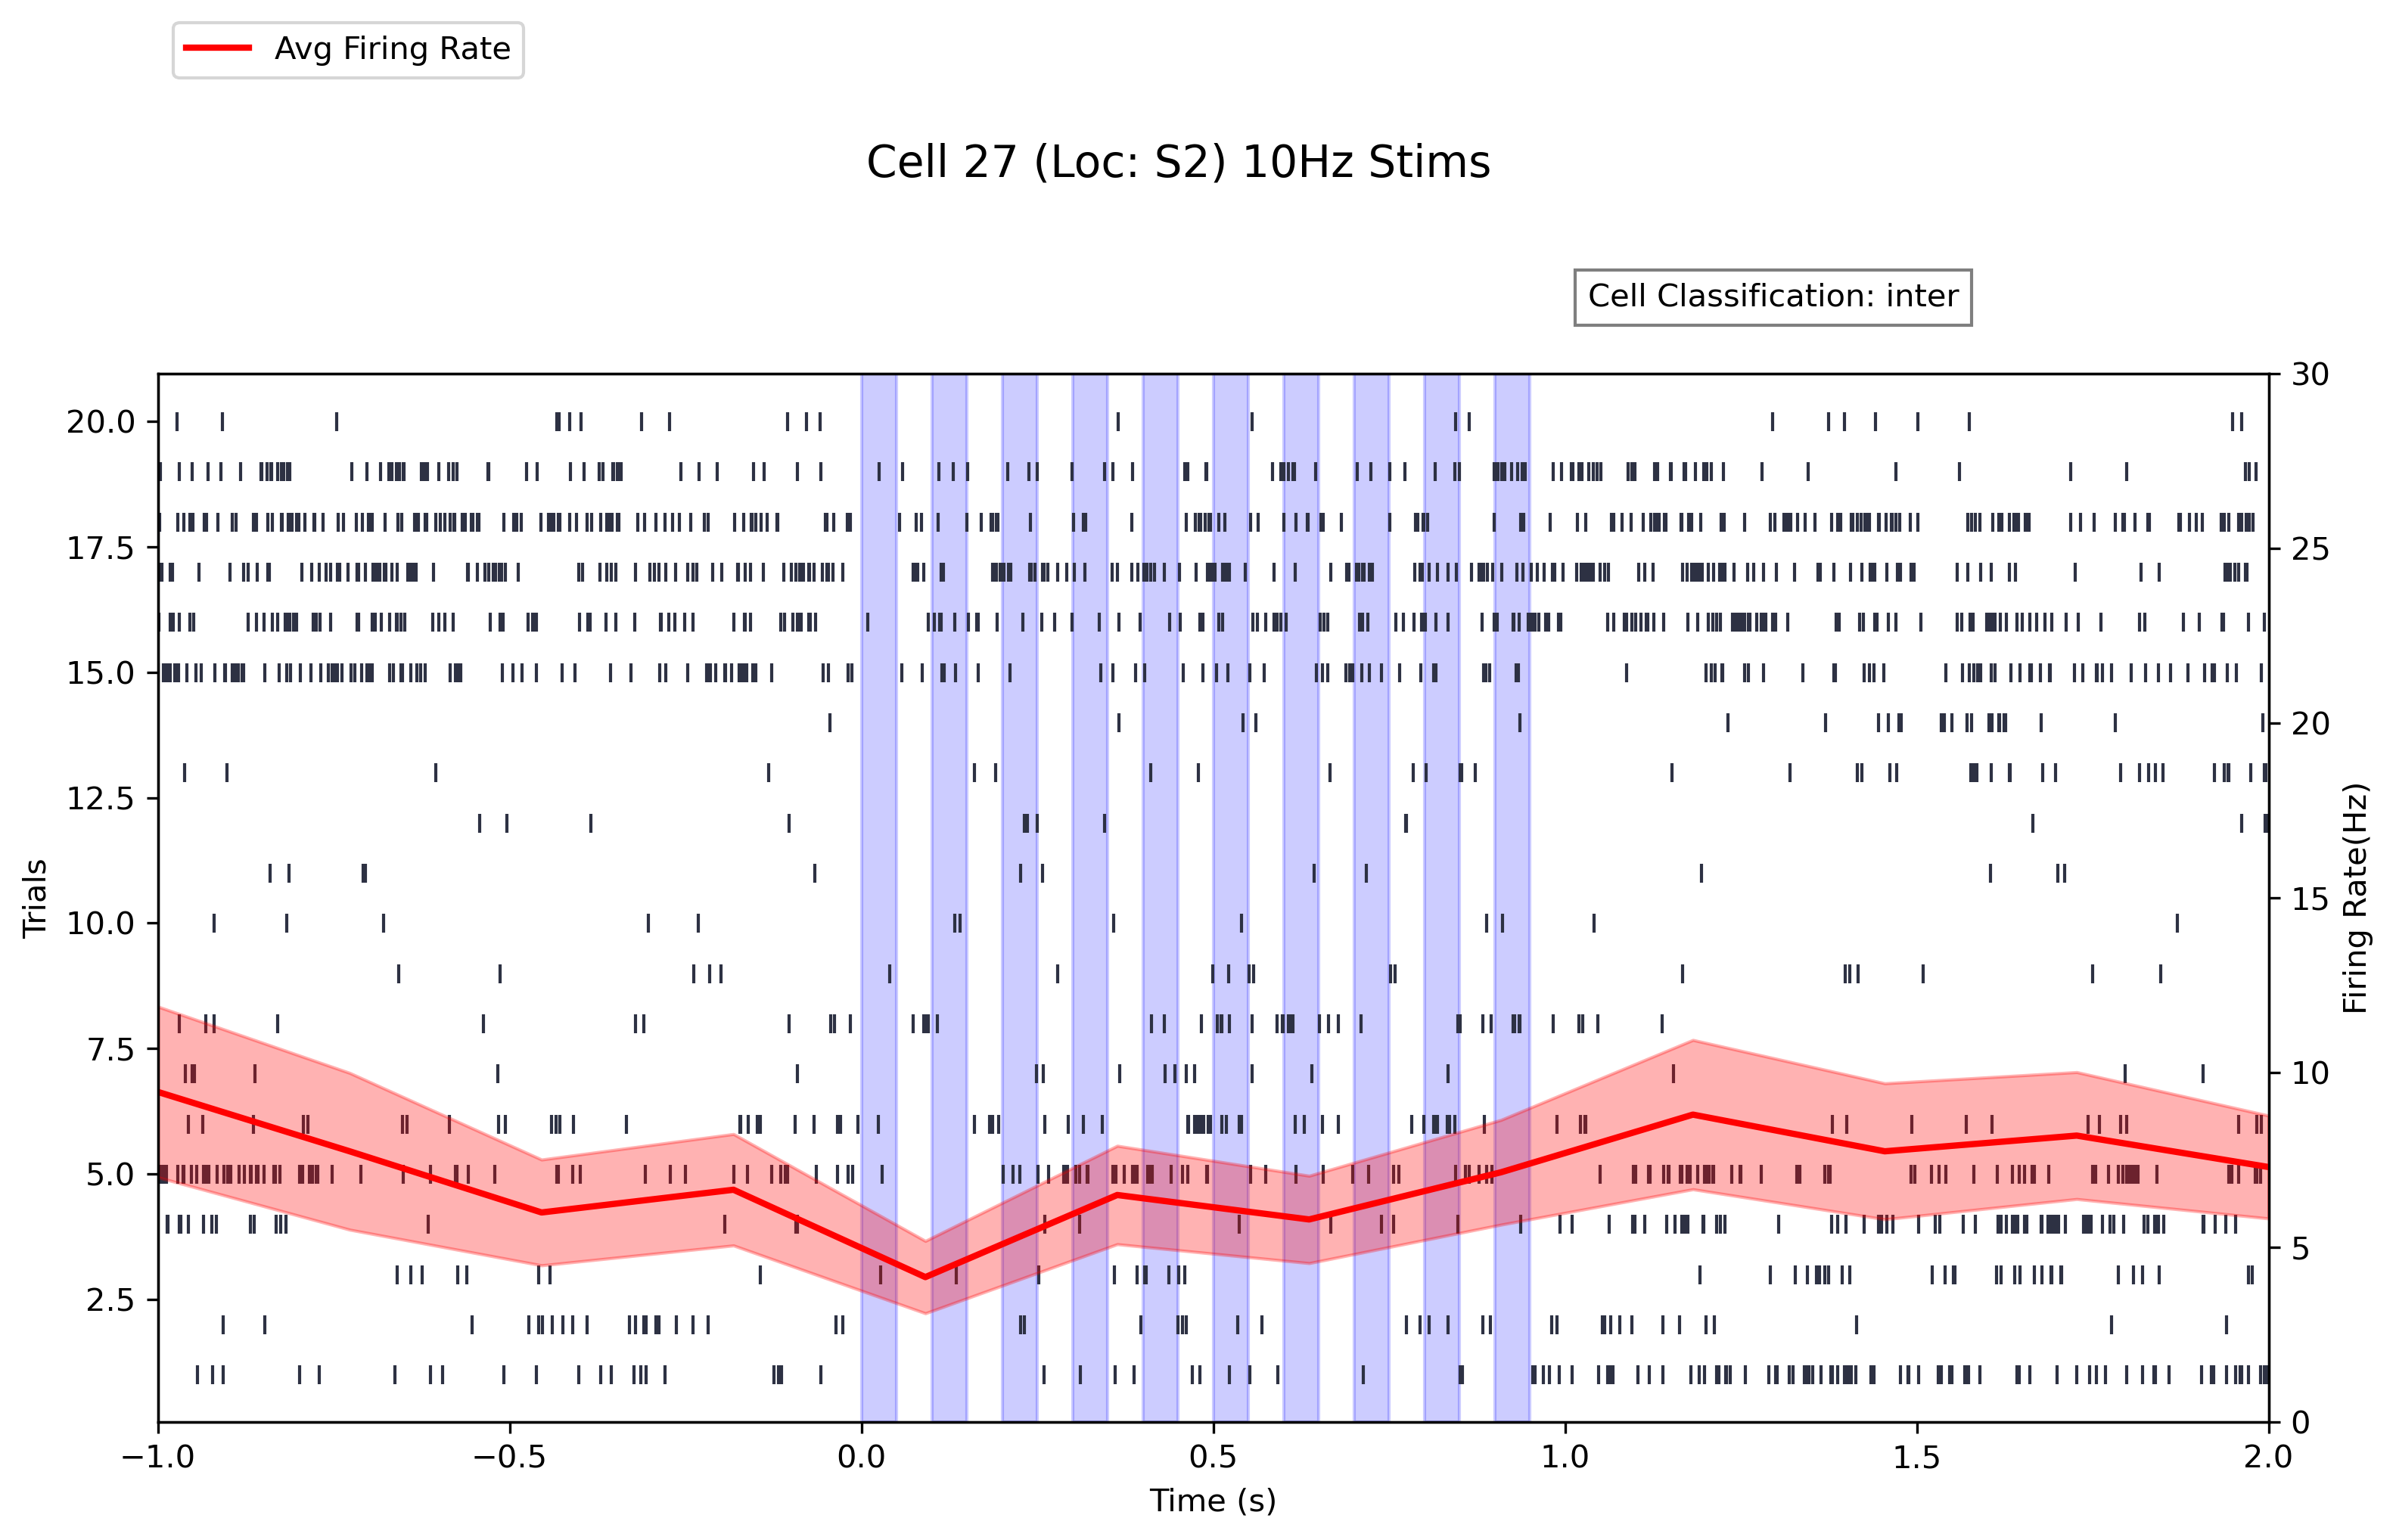 Avg Firing Rate
Cell 27 (Loc: S2) 10Hz Stims
Cell Classification: inter
20.0
17.5
15.0
12.5
10.0
7.5
5.0
2.5
Trials
30
25
20
15
10
5
0
Firing Rate(Hz)
−1.0 −0.5 0.0 0.5 1.0 1.5 2.0
Time (s)